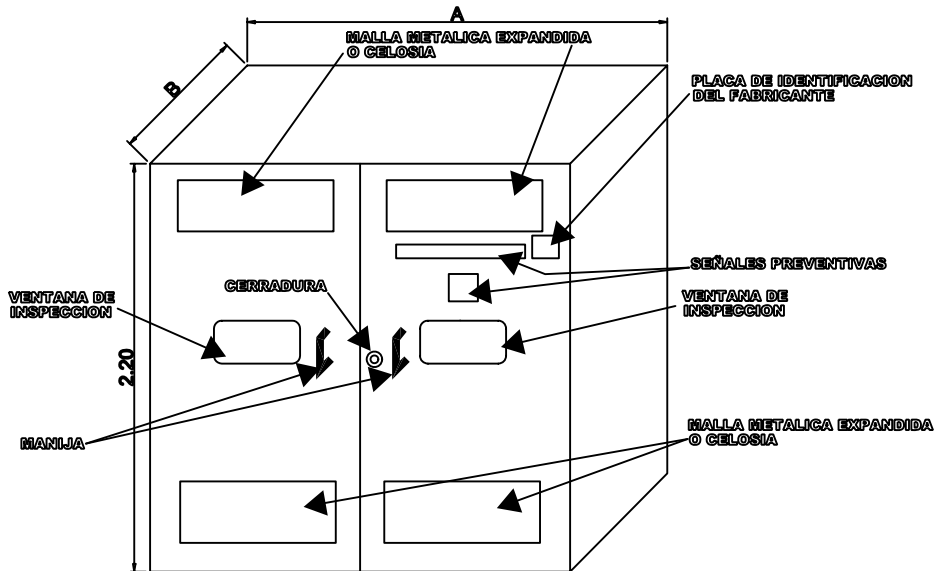 A
MALLA METALICA EXPANDIDA
O CELOSIA
B
PLACA DE IDENTIFICACION
DEL FABRICANTE
SEÑALES PREVENTIVAS
CERRADURA
VENTANA DE
INSPECCION
VENTANA DE
INSPECCION
2.20
MANIJA
MALLA METALICA EXPANDIDA
O CELOSIA